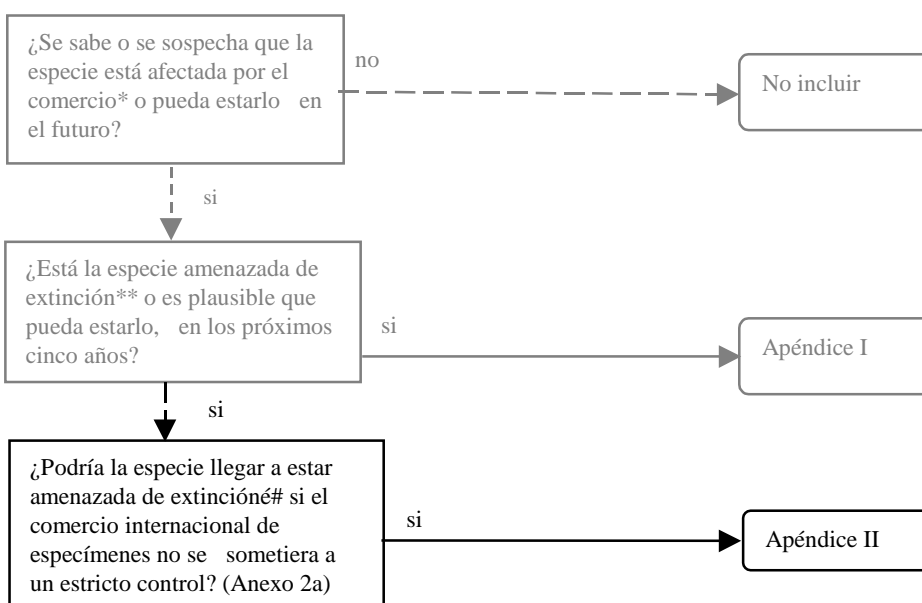 ¿Se sabe o se sospecha que la
especie está afectada por el
comercio* o pueda estarlo en
el futuro?
no
No incluir
si
¿Está la especie amenazada de
extinción** o es plausible que
pueda estarlo, en los próximos
cinco años?
si
Apéndice I
si
¿Podría la especie llegar a estar
amenazada de extincióné# si el
comercio internacional de
especímenes no se sometiera a
un estricto control? (Anexo 2a)
si
Apéndice II